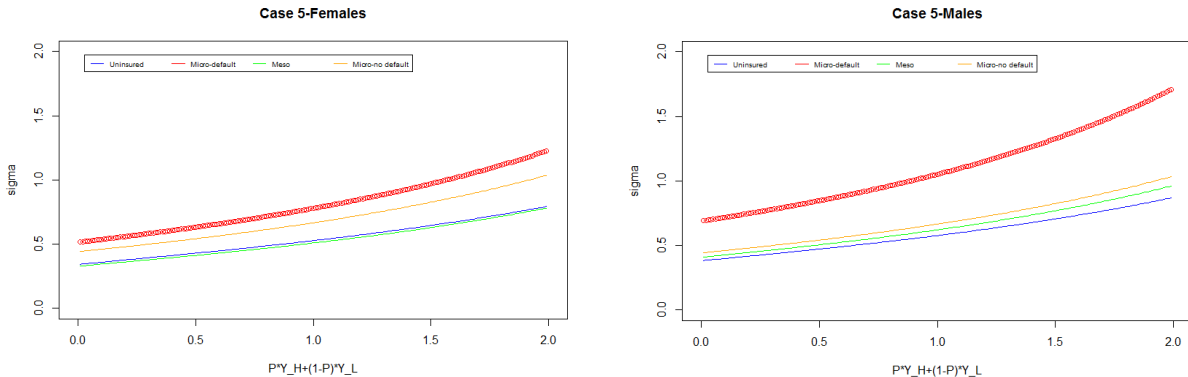 Case 5-Females
2.0
1.5
1.0
0.5
0.0
sigma
Uninsured Micro-default Meso Micro-no default
0.0 0.5 1.0 1.5 2.0
P*Y_H+(1-P)*Y_L
Case 5-Males
2.0
1.5
1.0
0.5
0.0
sigma
Uninsured Micro-default Meso Micro-no default
0.0 0.5 1.0 1.5 2.0
P*Y_H+(1-P)*Y_L